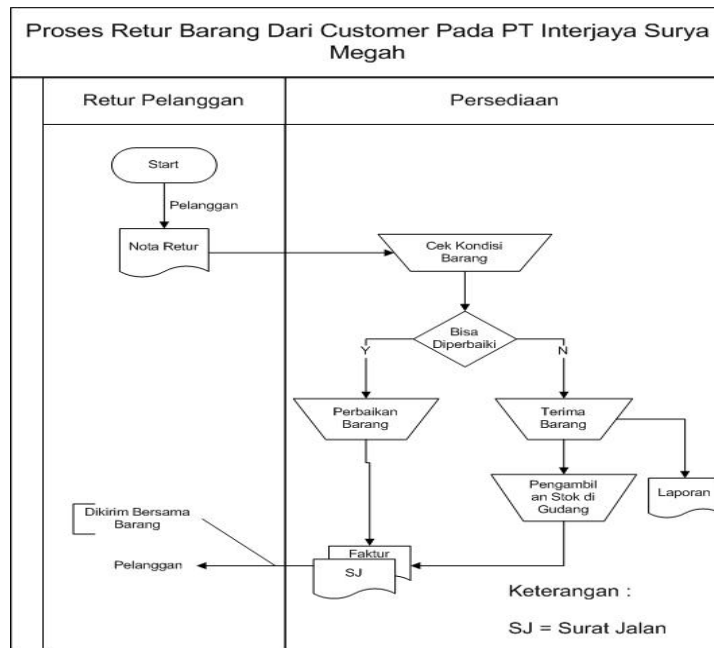 Proses Retur Barang Dari Customer Pada PT Interjaya Surya
Megah
Retur Pelanggan
Persediaan
Start
Pelanggan
Nota Retur
Cek Kondisi
Barang
Bisa
Diperbaiki
Y
N
Perbaikan
Barang
Terima
Barang
Pengambil
an Stok di
Gudang
Laporan
Dikirim Bersama
Barang
Faktur
SJ
Pelanggan
Keterangan :
SJ = Surat Jalan